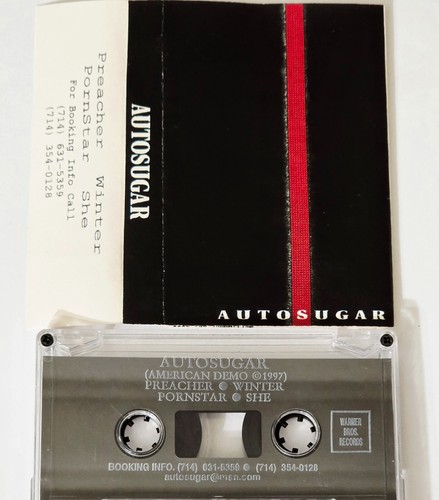 Preacher Winter
PornStar She
For Booking Info Call
(714) 631-5359
(714) 354-0128
AUTOSUGAR
AUTOSUGAR
AUTOSUGAR
(AMERICAN DEMO ©1997)
PREACHER WINTER
PORNSTAR SHE
WARNER
BROS.
RECORDS
BOOKING INFO. (714) 631-5359 (714) 354-0128